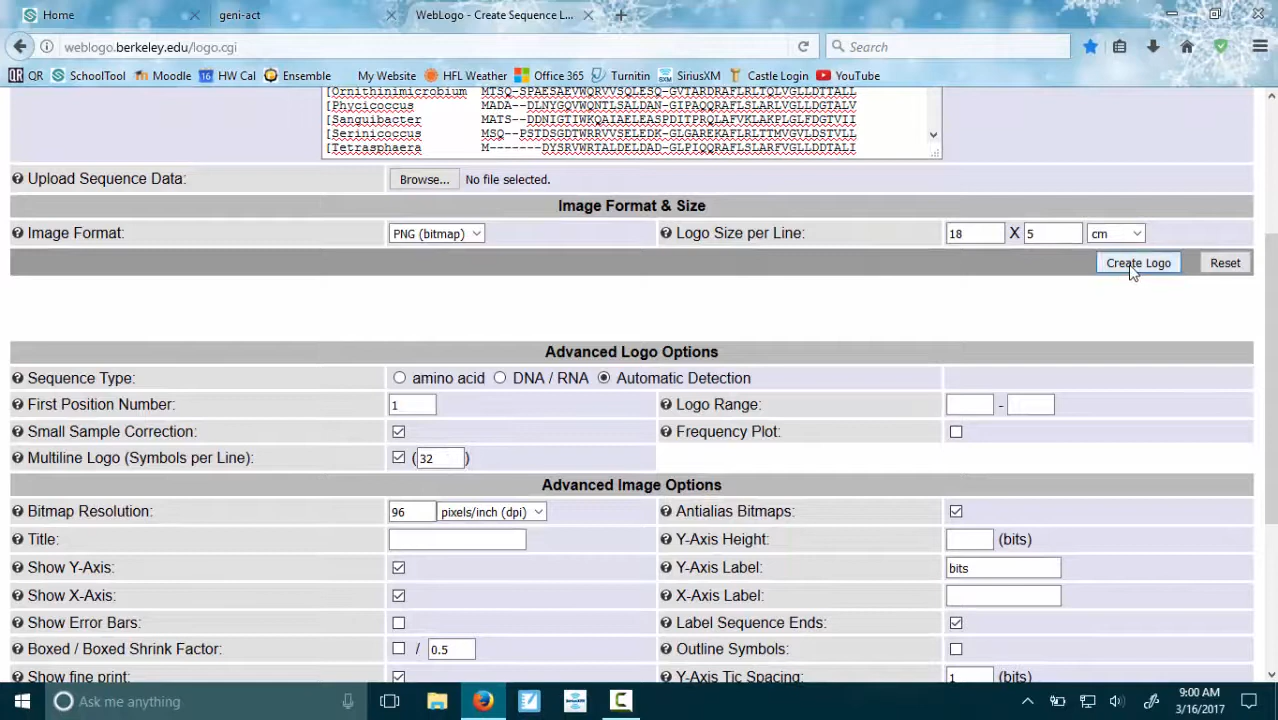 Home
geni-act
WebLogo - Create Sequence L...
weblogo.berkeley.edu/logo.cgi
Search
QR SchoolTool Moodle 16 HW Cal Ensemble My Website HFL Weather Office 365 Turnitin SiriusXM Castle Login YouTube
[Ornithinimicrobium MTSQ-SPAESAEVWQRVVSQLESQ-GVTARDRAFLRLTQLVGLLDTTALL
[Phycicoccus MADA--DLNYGQVWQNTLSALDAN-GIPAQQRAFLSLARLVGLLDGTALV
[Sanguibacter MATS--DDNIGTIWKQAIAELEASPDITPRQLAFVKLAKPLGLFDGTVII
[Serinicoccus MSQ--PSTDSGDTWRRVVSELEDK-GLGAREKAFLRLTTMVGVLDSTVLL
[Tetrasphaera M-------DYSRVWRTALDELDAD-GLPIQQRAFLSLARFVGLLDDTALI
Upload Sequence Data: Browse... No file selected.
Image Format & Size
Image Format: PNG (bitmap) Logo Size per Line: 18 X 5 cm
Create Logo Reset
Advanced Logo Options
Sequence Type: amino acid DNA / RNA Automatic Detection
First Position Number: 1 Logo Range: -
Small Sample Correction: Frequency Plot:
Multiline Logo (Symbols per Line): ( 32 )
Advanced Image Options
Bitmap Resolution: 96 pixels/inch (dpi) Antialias Bitmaps:
Title: Y-Axis Height: (bits)
Show Y-Axis: Y-Axis Label: bits
Show X-Axis: X-Axis Label:
Show Error Bars: Label Sequence Ends:
Boxed / Boxed Shrink Factor: / 0.5 Outline Symbols:
Show fine print: Y-Axis Tic Spacing: 1 (bits)
Ask me anything
9:00 AM
3/16/2017